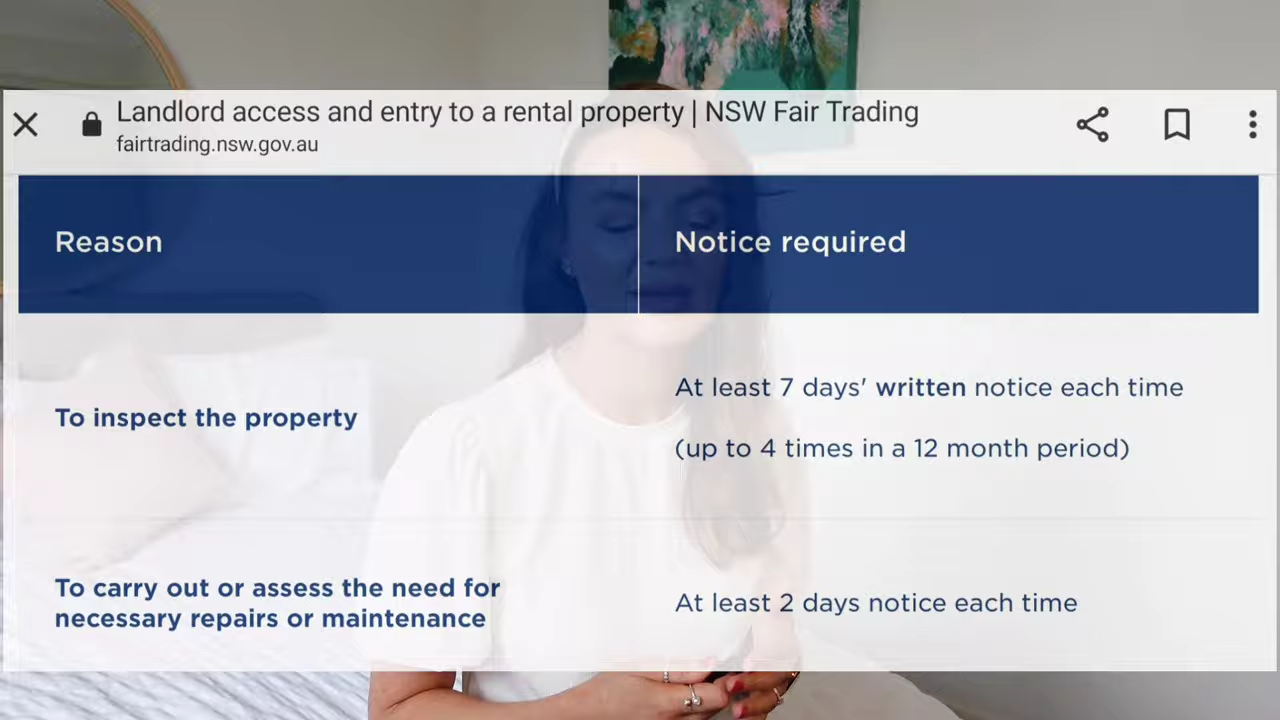 Landlord access and entry to a rental property | NSW Fair Trading
fairtrading.nsw.gov.au
Reason
Notice required
To inspect the property
At least 7 days' written notice each time
(up to 4 times in a 12 month period)
To carry out or assess the need for
necessary repairs or maintenance
At least 2 days notice each time